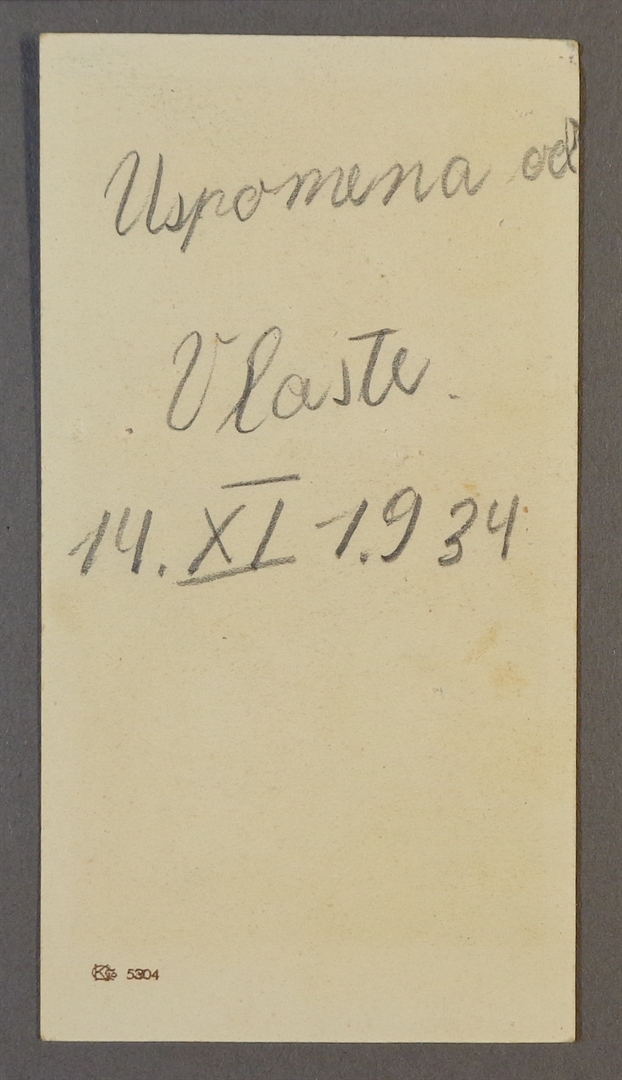 Uspomena od
Vlaste.
14. XI 1.934
5304